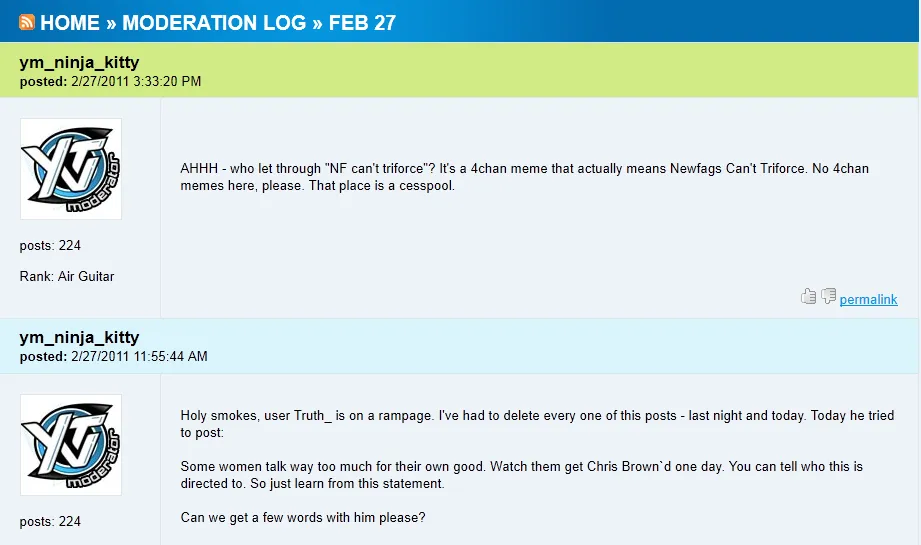 HOME » MODERATION LOG » FEB 27
ym_ninja_kitty
posted: 2/27/2011 3:33:20 PM
YTV
moderator
AHHH - who let through "NF can't triforce"? It's a 4chan meme that actually means Newfags Can't Triforce. No 4chan
memes here, please. That place is a cesspool.
posts: 224
Rank: Air Guitar
permalink
ym_ninja_kitty
posted: 2/27/2011 11:55:44 AM
YTV
moderator
Holy smokes, user Truth_ is on a rampage. I've had to delete every one of this posts - last night and today. Today he tried
to post:
Some women talk way too much for their own good. Watch them get Chris Brown`d one day. You can tell who this is
directed to. So just learn from this statement.
Can we get a few words with him please?
posts: 224